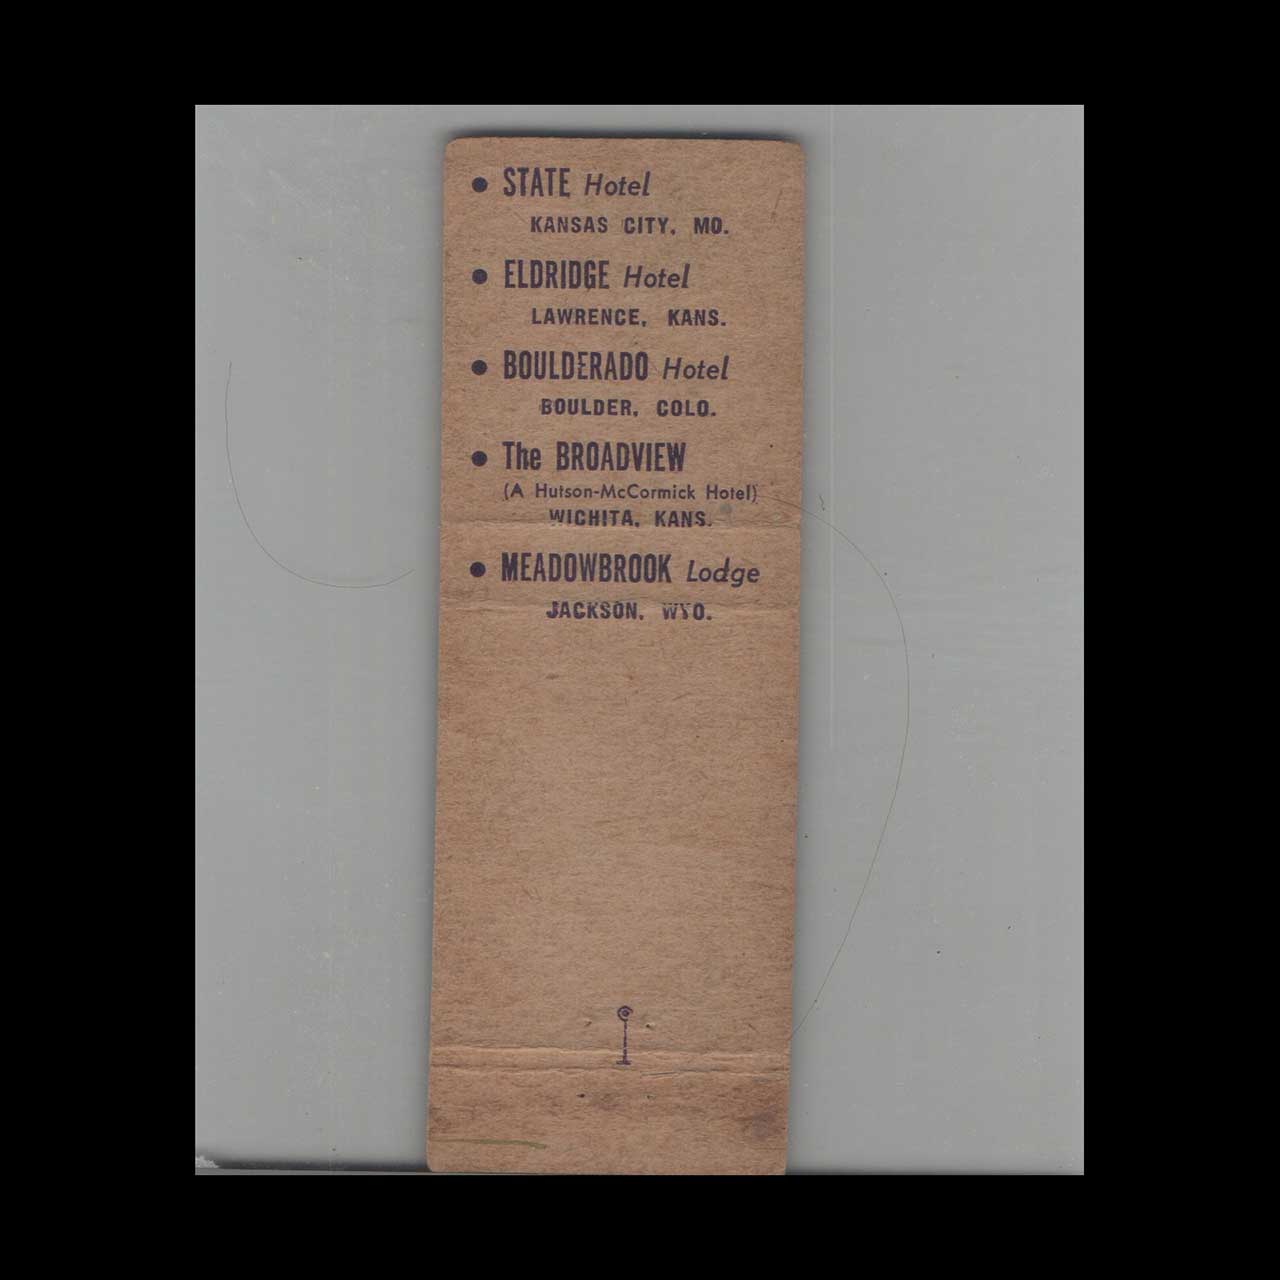 • STATE Hotel
KANSAS CITY, MO.
• ELDRIDGE Hotel
LAWRENCE, KANS.
• BOULDERADO Hotel
BOULDER, COLO.
• The BROADVIEW
(A Hutson-McCormick Hotel)
WICHITA, KANS.
• MEADOWBROOK Lodge
JACKSON, WYO.